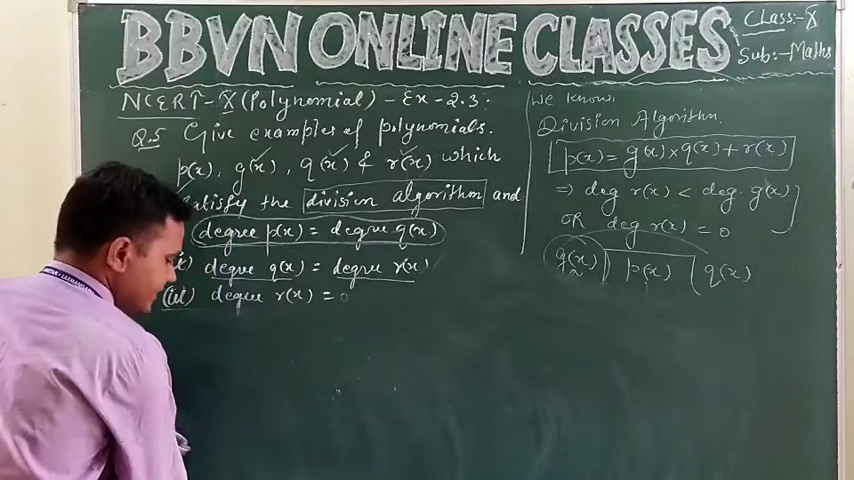 BBVN ONLINE CLASSES
Class:- X
Sub:- Maths
NCERT - X (Polynomial) - Ex - 2.3:
Q.5 Give examples of polynomials.
p(x), g(x), q(x) & r(x) which
satisfy the division algorithm and
degree p(x) = degree q(x)
degree q(x) = degree r(x)
(iii) degree r(x) = 0
We know,
Division Algorithm.
p(x) = g(x) × q(x) + r(x)
⇒ deg r(x) < deg. g(x)
OR deg r(x) = 0
g(x) ) p(x) ( q(x)